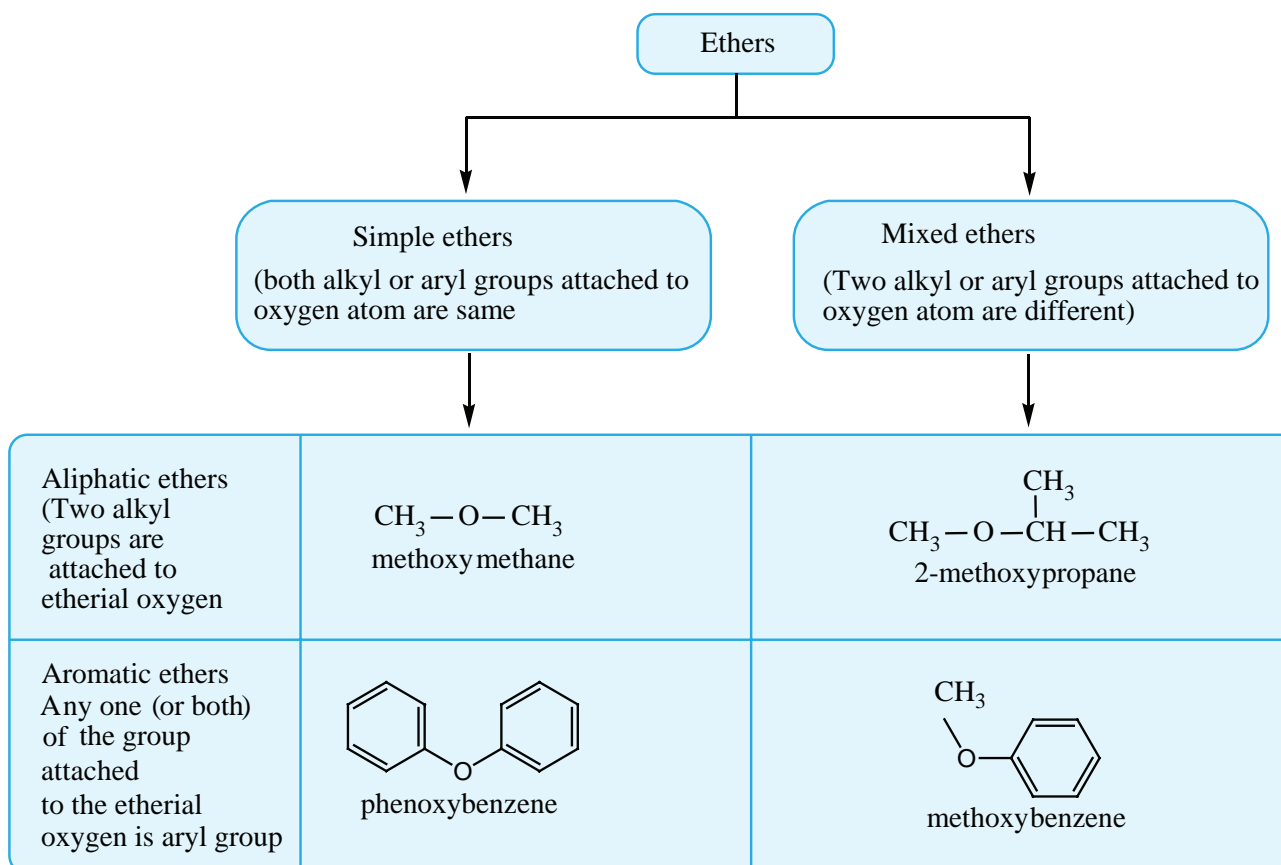 Ethers
Simple ethers
(both alkyl or aryl groups attached to
oxygen atom are same
Mixed ethers
(Two alkyl or aryl groups attached to
oxygen atom are different)
Aliphatic ethers
(Two alkyl
groups are
attached to
etherial oxygen
CH₃—O—CH₃
methoxymethane
CH₃
CH₃—O—CH—CH₃
2-methoxypropane
Aromatic ethers
Any one (or both)
of the group
attached
to the etherial
oxygen is aryl group
O
phenoxybenzene
CH₃
O
methoxybenzene